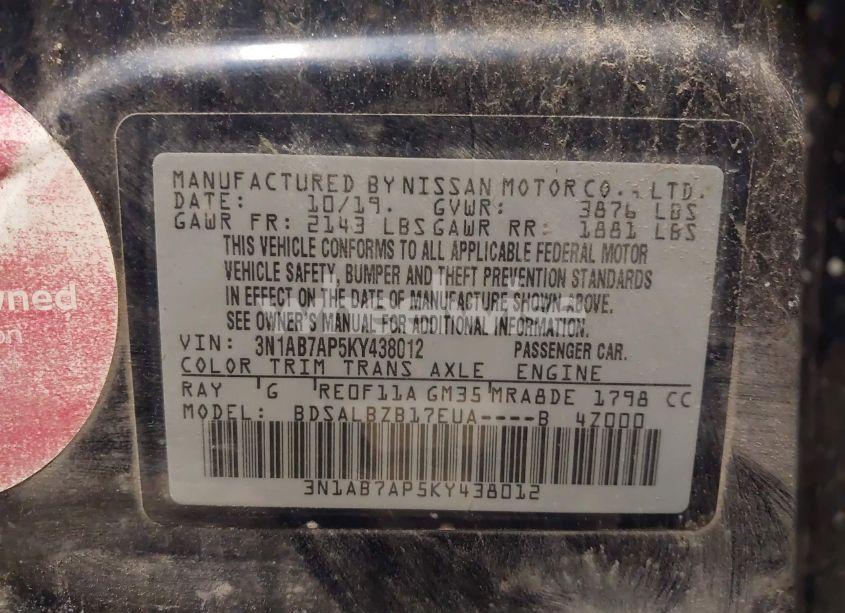 MANUFACTURED BY NISSAN MOTOR CO., LTD.
DATE: 10/19. GVWR: 3876 LBS
GAWR FR: 2143 LBS GAWR RR: 1881 LBS
THIS VEHICLE CONFORMS TO ALL APPLICABLE FEDERAL MOTOR
VEHICLE SAFETY, BUMPER AND THEFT PREVENTION STANDARDS
IN EFFECT ON THE DATE OF MANUFACTURE SHOWN ABOVE.
SEE OWNER'S MANUAL FOR ADDITIONAL INFORMATION.
VIN: 3N1AB7AP5KY438012 PASSENGER CAR.
COLOR TRIM TRANS AXLE ENGINE
RAY G RE0F11A GM35 MRA8DE 1798 CC
MODEL: BDSALBZB17EUA----B 4Z000
3N1AB7AP5KY438012
wned
on